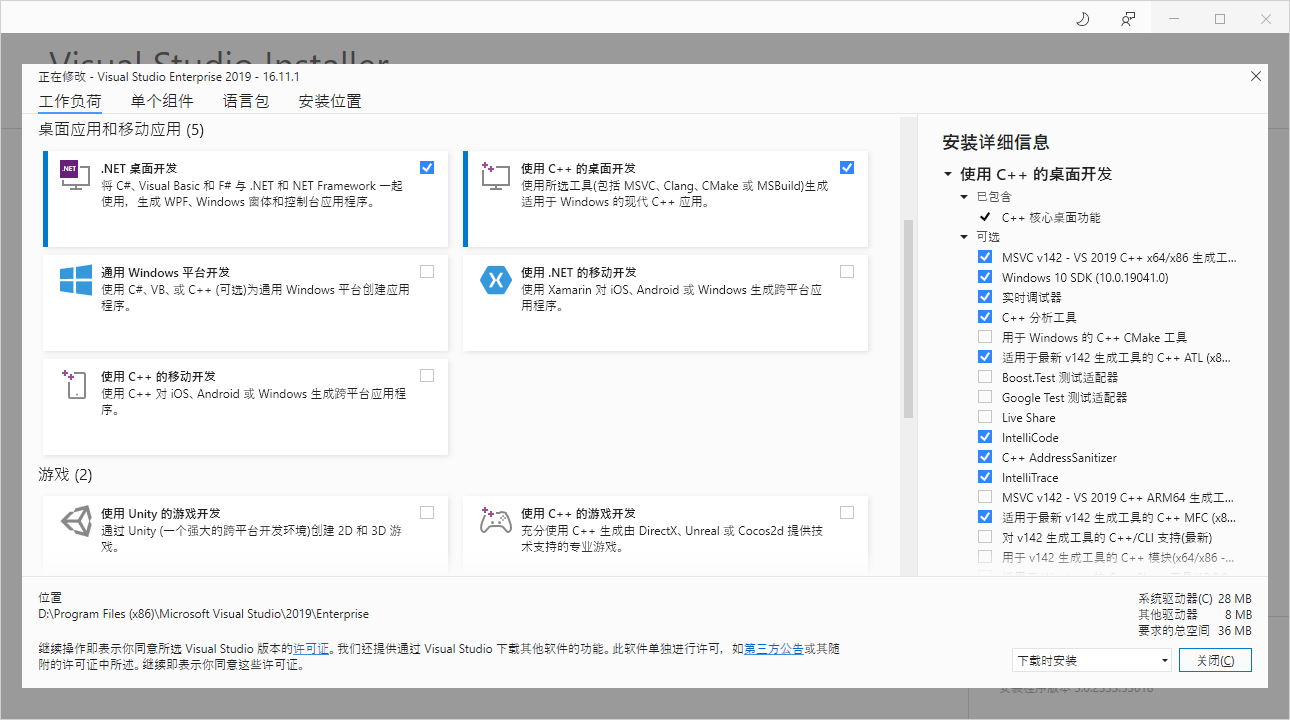 Visual Studio Installer
正在修改 - Visual Studio Enterprise 2019 - 16.11.1
工作负荷 单个组件 语言包 安装位置
桌面应用和移动应用 (5)
.NET
.NET 桌面开发
将 C#、Visual Basic 和 F# 与 .NET 和 .NET Framework 一起
使用，生成 WPF、Windows 窗体和控制台应用程序。
使用 C++ 的桌面开发
使用所选工具(包括 MSVC、Clang、CMake 或 MSBuild)生成
适用于 Windows 的现代 C++ 应用。
通用 Windows 平台开发
使用 C#、VB、或 C++ (可选)为通用 Windows 平台创建应用
程序。
使用 .NET 的移动开发
使用 Xamarin 对 iOS、Android 或 Windows 生成跨平台应
用程序。
使用 C++ 的移动开发
使用 C++ 对 iOS、Android 或 Windows 生成跨平台应用程
序。
游戏 (2)
使用 Unity 的游戏开发
通过 Unity (一个强大的跨平台开发环境)创建 2D 和 3D 游
戏。
使用 C++ 的游戏开发
充分使用 C++ 生成由 DirectX、Unreal 或 Cocos2d 提供技
术支持的专业游戏。
安装详细信息
使用 C++ 的桌面开发
已包含
C++ 核心桌面功能
可选
MSVC v142 - VS 2019 C++ x64/x86 生成工...
Windows 10 SDK (10.0.19041.0)
实时调试器
C++ 分析工具
用于 Windows 的 C++ CMake 工具
适用于最新 v142 生成工具的 C++ ATL (x8...
Boost.Test 测试适配器
Google Test 测试适配器
Live Share
IntelliCode
C++ AddressSanitizer
IntelliTrace
MSVC v142 - VS 2019 C++ ARM64 生成工...
适用于最新 v142 生成工具的 C++ MFC (x8...
对 v142 生成工具的 C++/CLI 支持(最新)
用于 v142 生成工具的 C++ 模块(x64/x86 -...
位置
D:\Program Files (x86)\Microsoft Visual Studio\2019\Enterprise
继续操作即表示你同意所选 Visual Studio 版本的许可证。我们还提供通过 Visual Studio 下载其他软件的功能。此软件单独进行许可，如第三方公告或其随
附的许可证中所述。继续即表示你同意这些许可证。
系统驱动器(C) 28 MB
其他驱动器 8 MB
要求的总空间 36 MB
下载时安装
关闭(C)